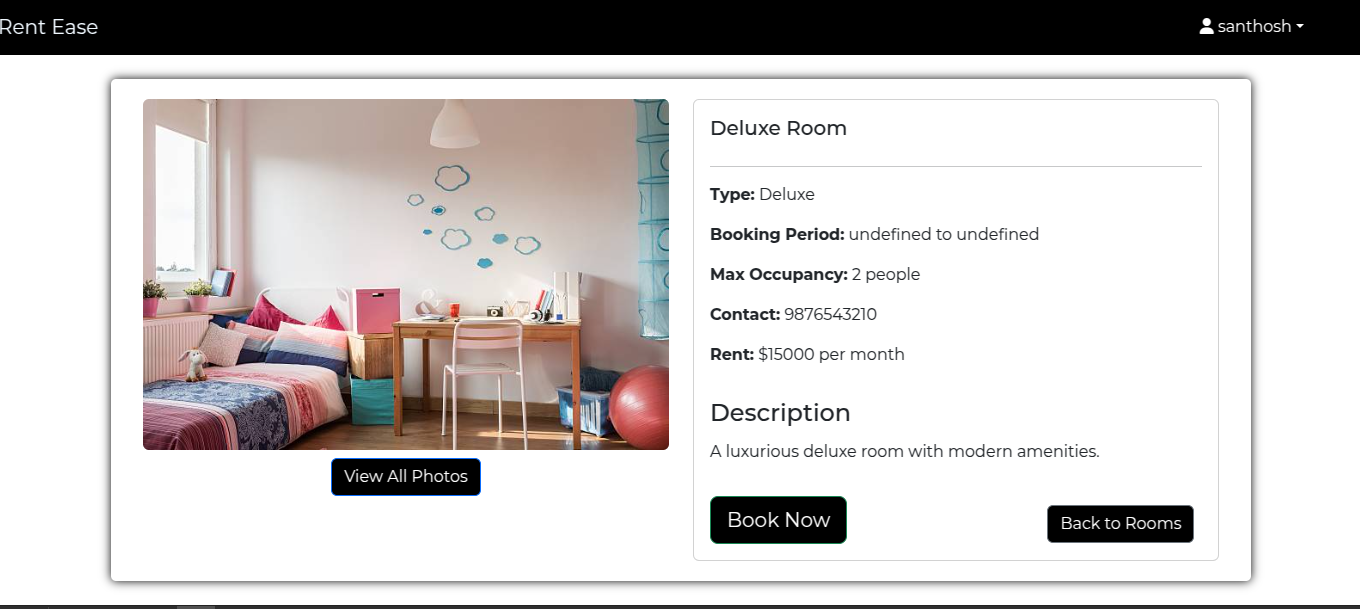 Rent Ease
santhosh
Deluxe Room
Type: Deluxe
Booking Period: undefined to undefined
Max Occupancy: 2 people
Contact: 9876543210
Rent: $15000 per month
Description
A luxurious deluxe room with modern amenities.
View All Photos
Book Now
Back to Rooms